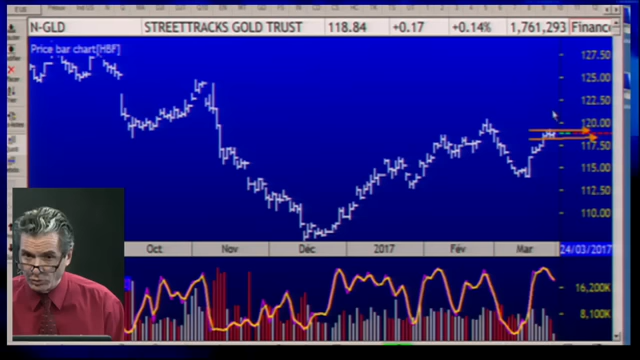 N-GLD STREETTRACKS GOLD TRUST 118.84 +0.17 +0.14% 1,761,293 Finance
Price bar chart[HBF]
127.50
125.00
122.50
120.00
117.50
115.00
112.50
110.00
Oct Nov Déc 2017 Fév Mar 24/03/2017
16,200K
8,100K